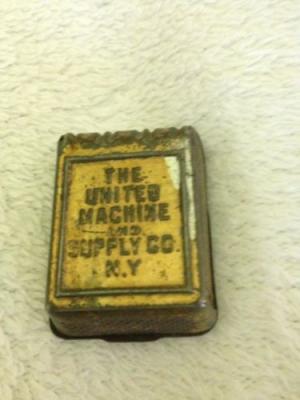 THE
UNITED
MACHINE
AND
SUPPLY CO.
N.Y